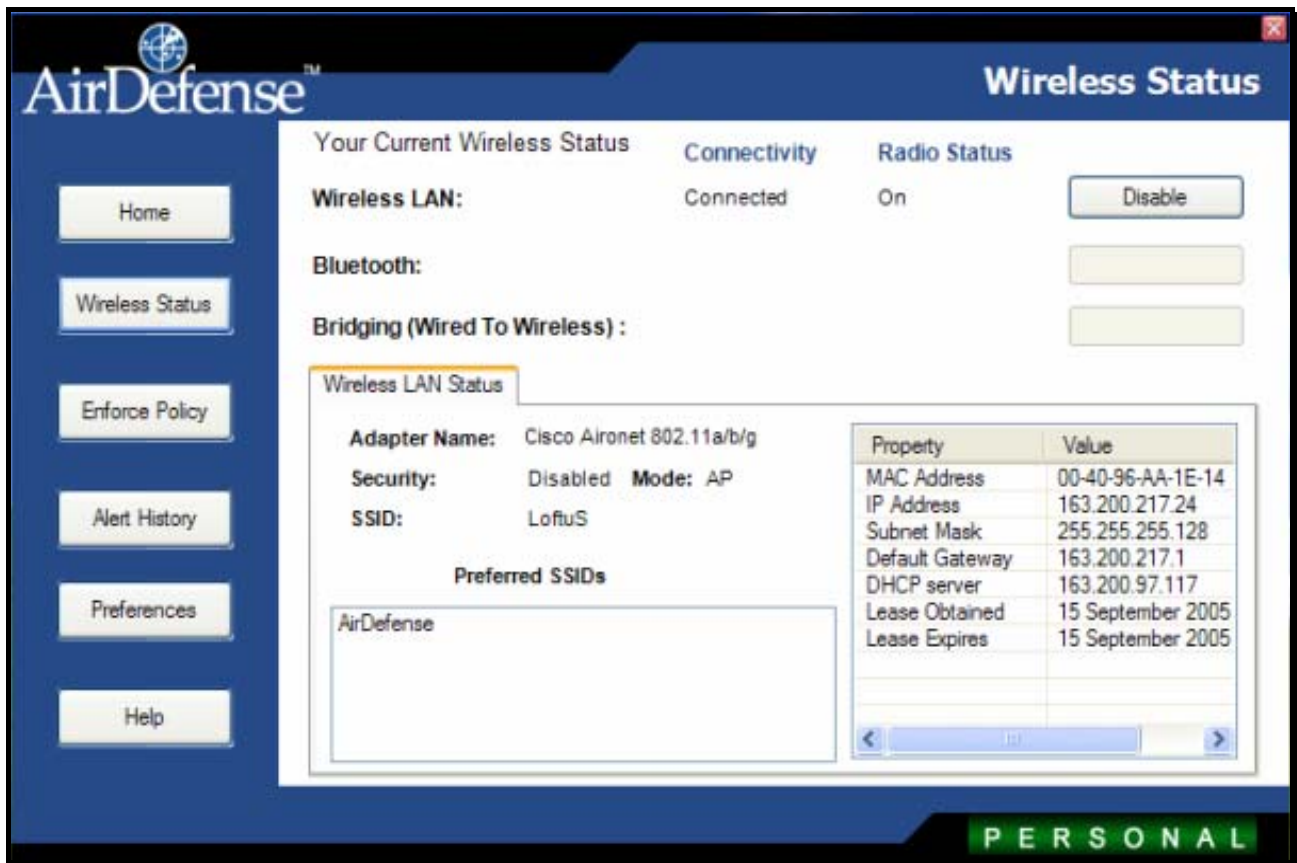 AirDefense™
Wireless Status
Your Current Wireless Status
Connectivity
Radio Status
Wireless LAN:
Connected
On
Disable
Bluetooth:
Bridging (Wired To Wireless) :
Home
Wireless Status
Enforce Policy
Alert History
Preferences
Help
Wireless LAN Status
Adapter Name: Cisco Aironet 802.11a/b/g
Security: Disabled Mode: AP
SSID: LoftuS
Preferred SSIDs
AirDefense
Property Value
MAC Address 00-40-96-AA-1E-14
IP Address 163.200.217.24
Subnet Mask 255.255.255.128
Default Gateway 163.200.217.1
DHCP server 163.200.97.117
Lease Obtained 15 September 2005
Lease Expires 15 September 2005
PERSONAL